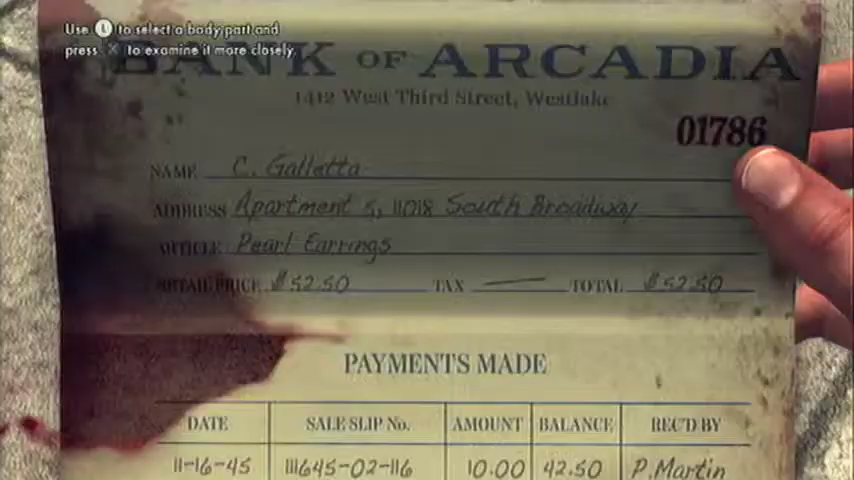 Use L to select a body part and
press X to examine it more closely.
BANK OF ARCADIA
1412 West Third Street, Westlake
01786
NAME C. Galletta
ADDRESS Apartment 5, 11018 South Broadway
ARTICLE Pearl Earrings
RETAIL PRICE $52.50 TAX — TOTAL $52.50
PAYMENTS MADE
DATE SALE SLIP No. AMOUNT BALANCE REC'D BY
11-16-45 111645-02-116 10.00 42.50 P. Martin